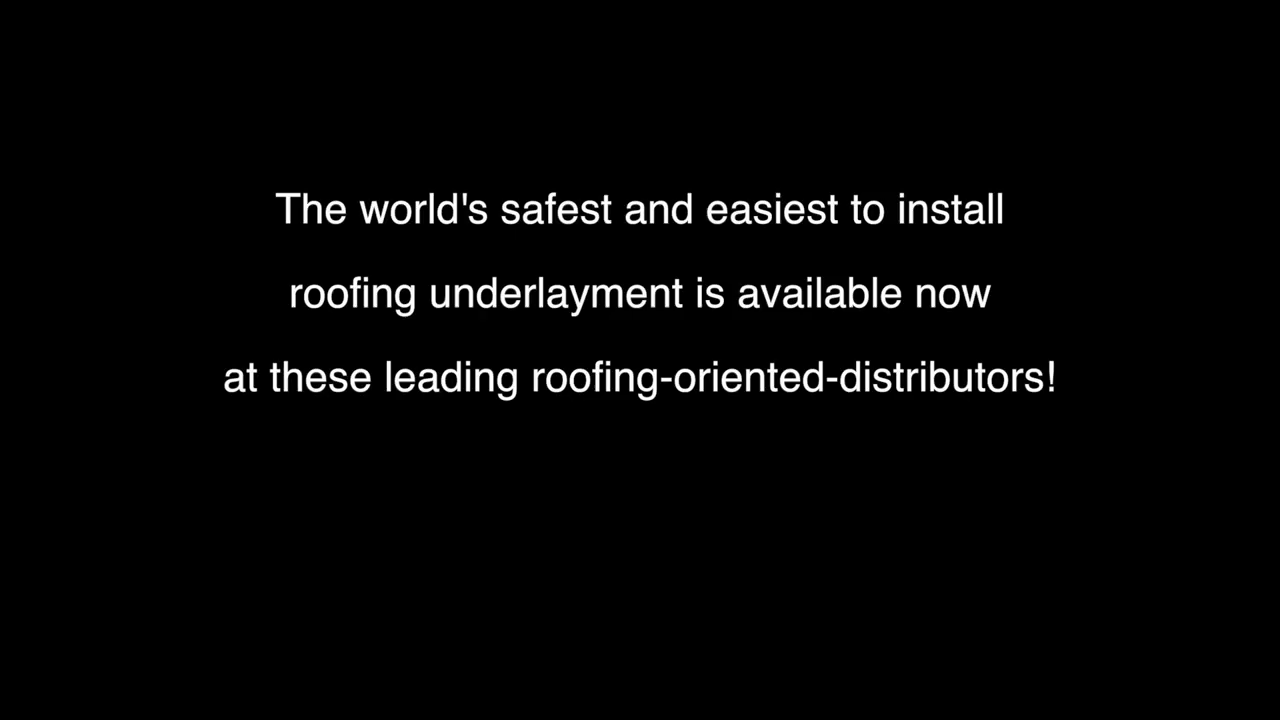 The world's safest and easiest to install
roofing underlayment is available now
at these leading roofing-oriented-distributors!